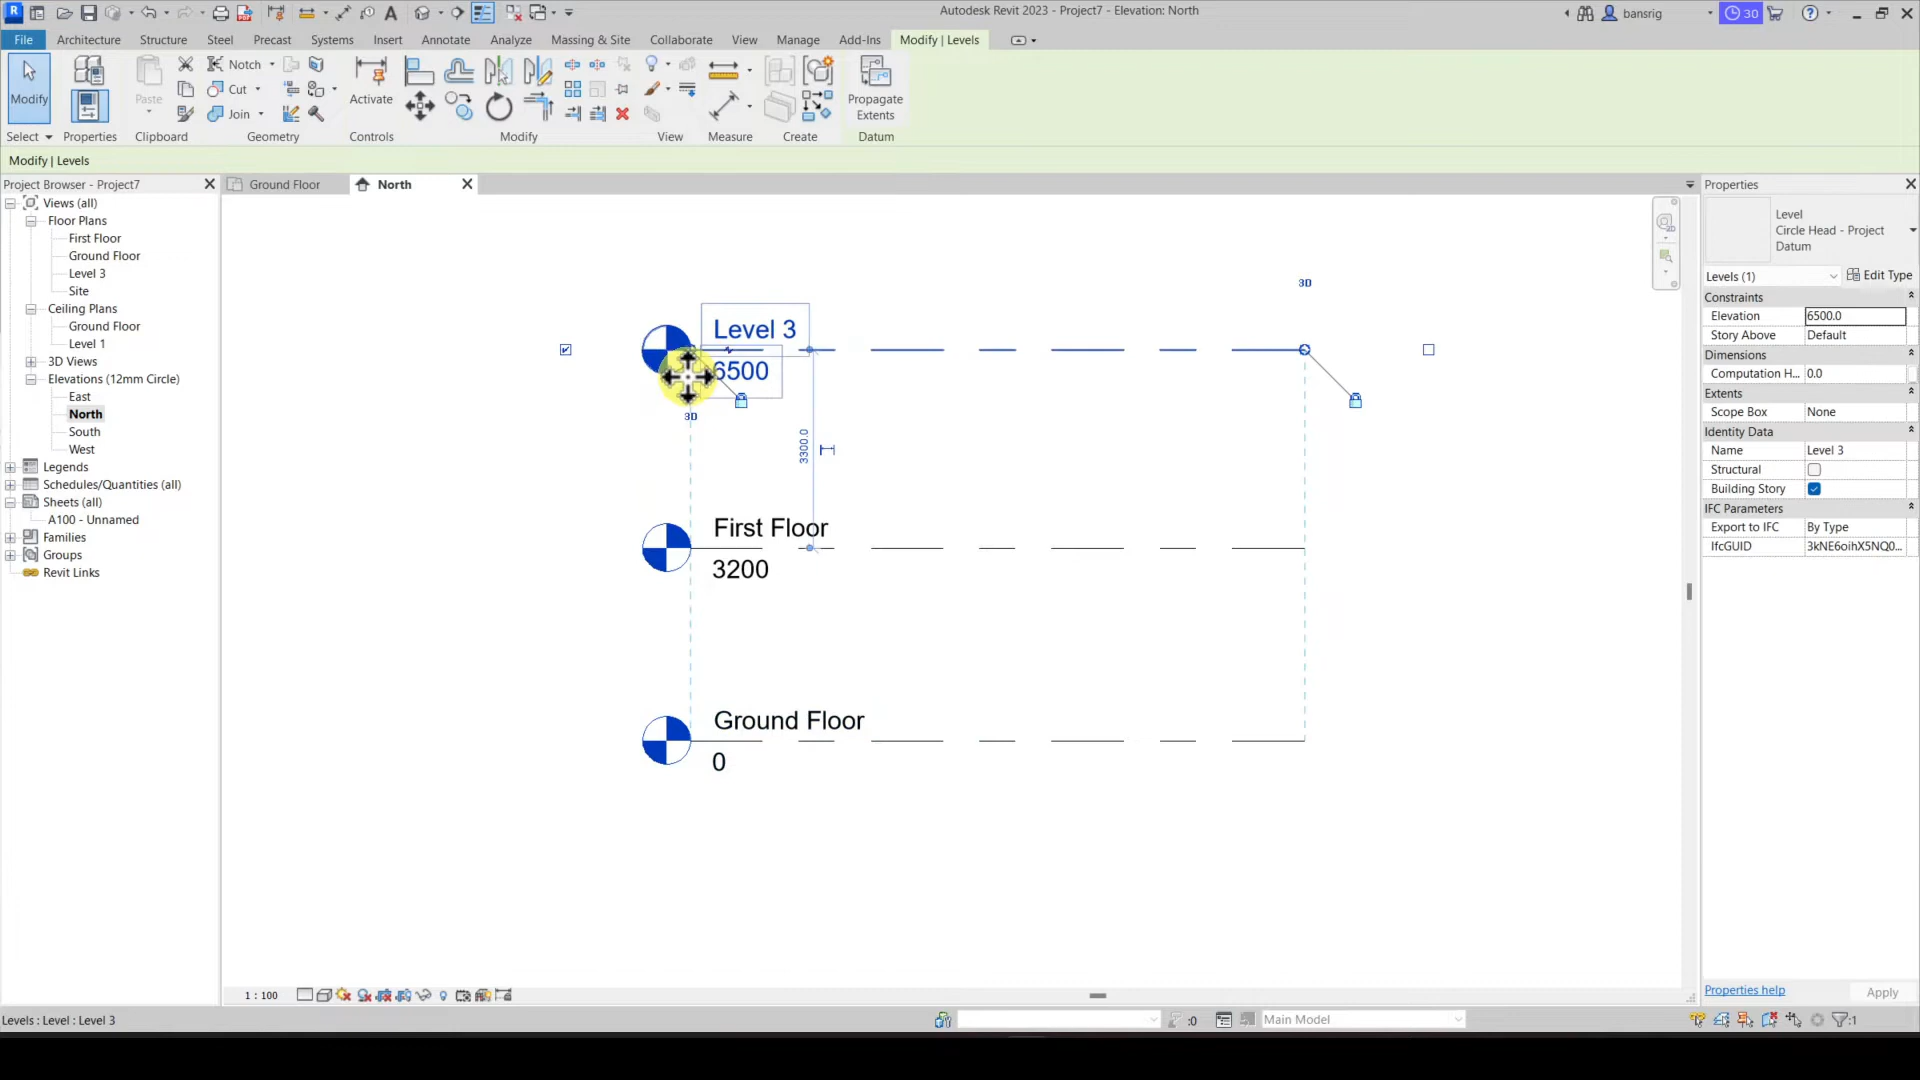 Autodesk Revit 2023 - Project7 - Elevation: North
bansrig
30
File Architecture Structure Steel Precast Systems Insert Annotate Analyze Massing & Site Collaborate View Manage Add-Ins Modify | Levels
Modify
Paste
Notch
Cut
Join
Activate
Propagate
Extents
Select Properties Clipboard Geometry Controls Modify View Measure Create Datum
Modify | Levels
Project Browser - Project7
Views (all)
Floor Plans
First Floor
Ground Floor
Level 3
Site
Ceiling Plans
Ground Floor
Level 1
3D Views
Elevations (12mm Circle)
East
North
South
West
Legends
Schedules/Quantities (all)
Sheets (all)
A100 - Unnamed
Families
Groups
Revit Links
Ground Floor
North
3D
Level 3
6500
3D
3300.0
First Floor
3200
Ground Floor
0
1 : 100
Properties
Level
Circle Head - Project
Datum
Levels (1)
Edit Type
Constraints
Elevation 6500.0
Story Above Default
Dimensions
Computation H... 0.0
Extents
Scope Box None
Identity Data
Name Level 3
Structural
Building Story
IFC Parameters
Export to IFC By Type
IfcGUID 3kNE6oihX5NQ0...
Properties help
Apply
Levels : Level : Level 3
:0
Main Model
:1